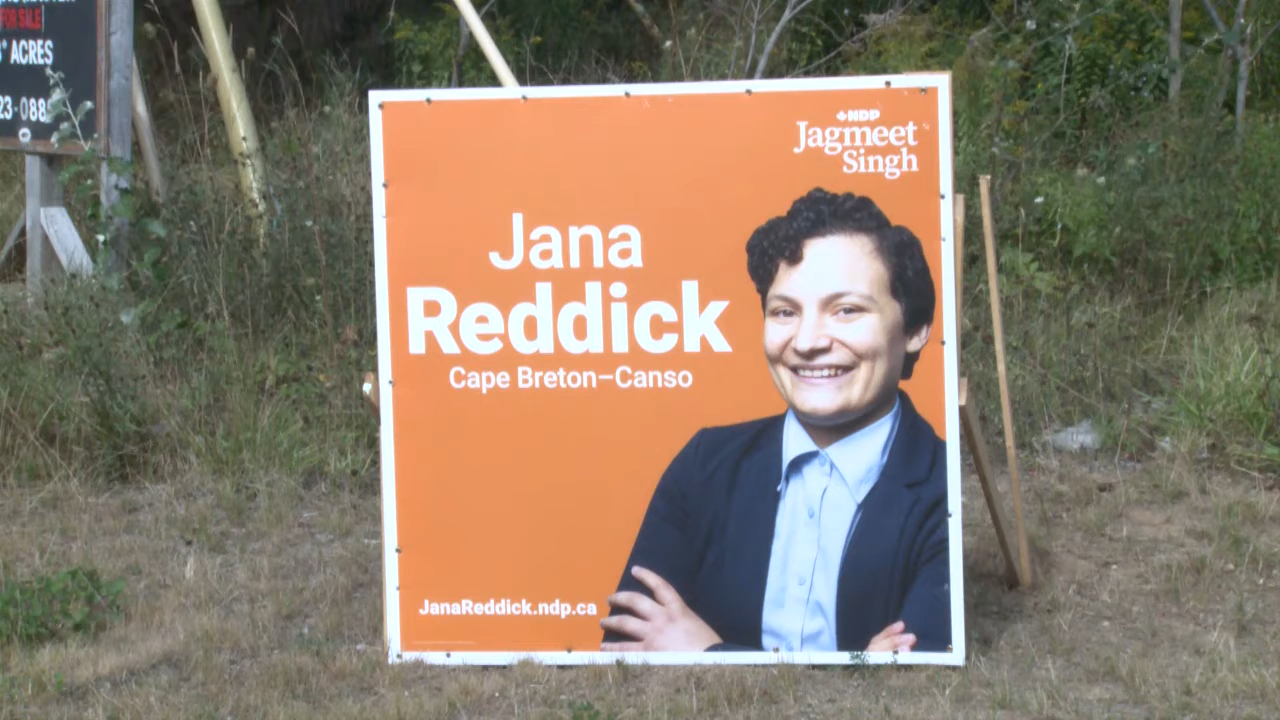 FOR SALE
ACRES
NDP
Jagmeet
Singh
Jana
Reddick
Cape Breton–Canso
JanaReddick.ndp.ca